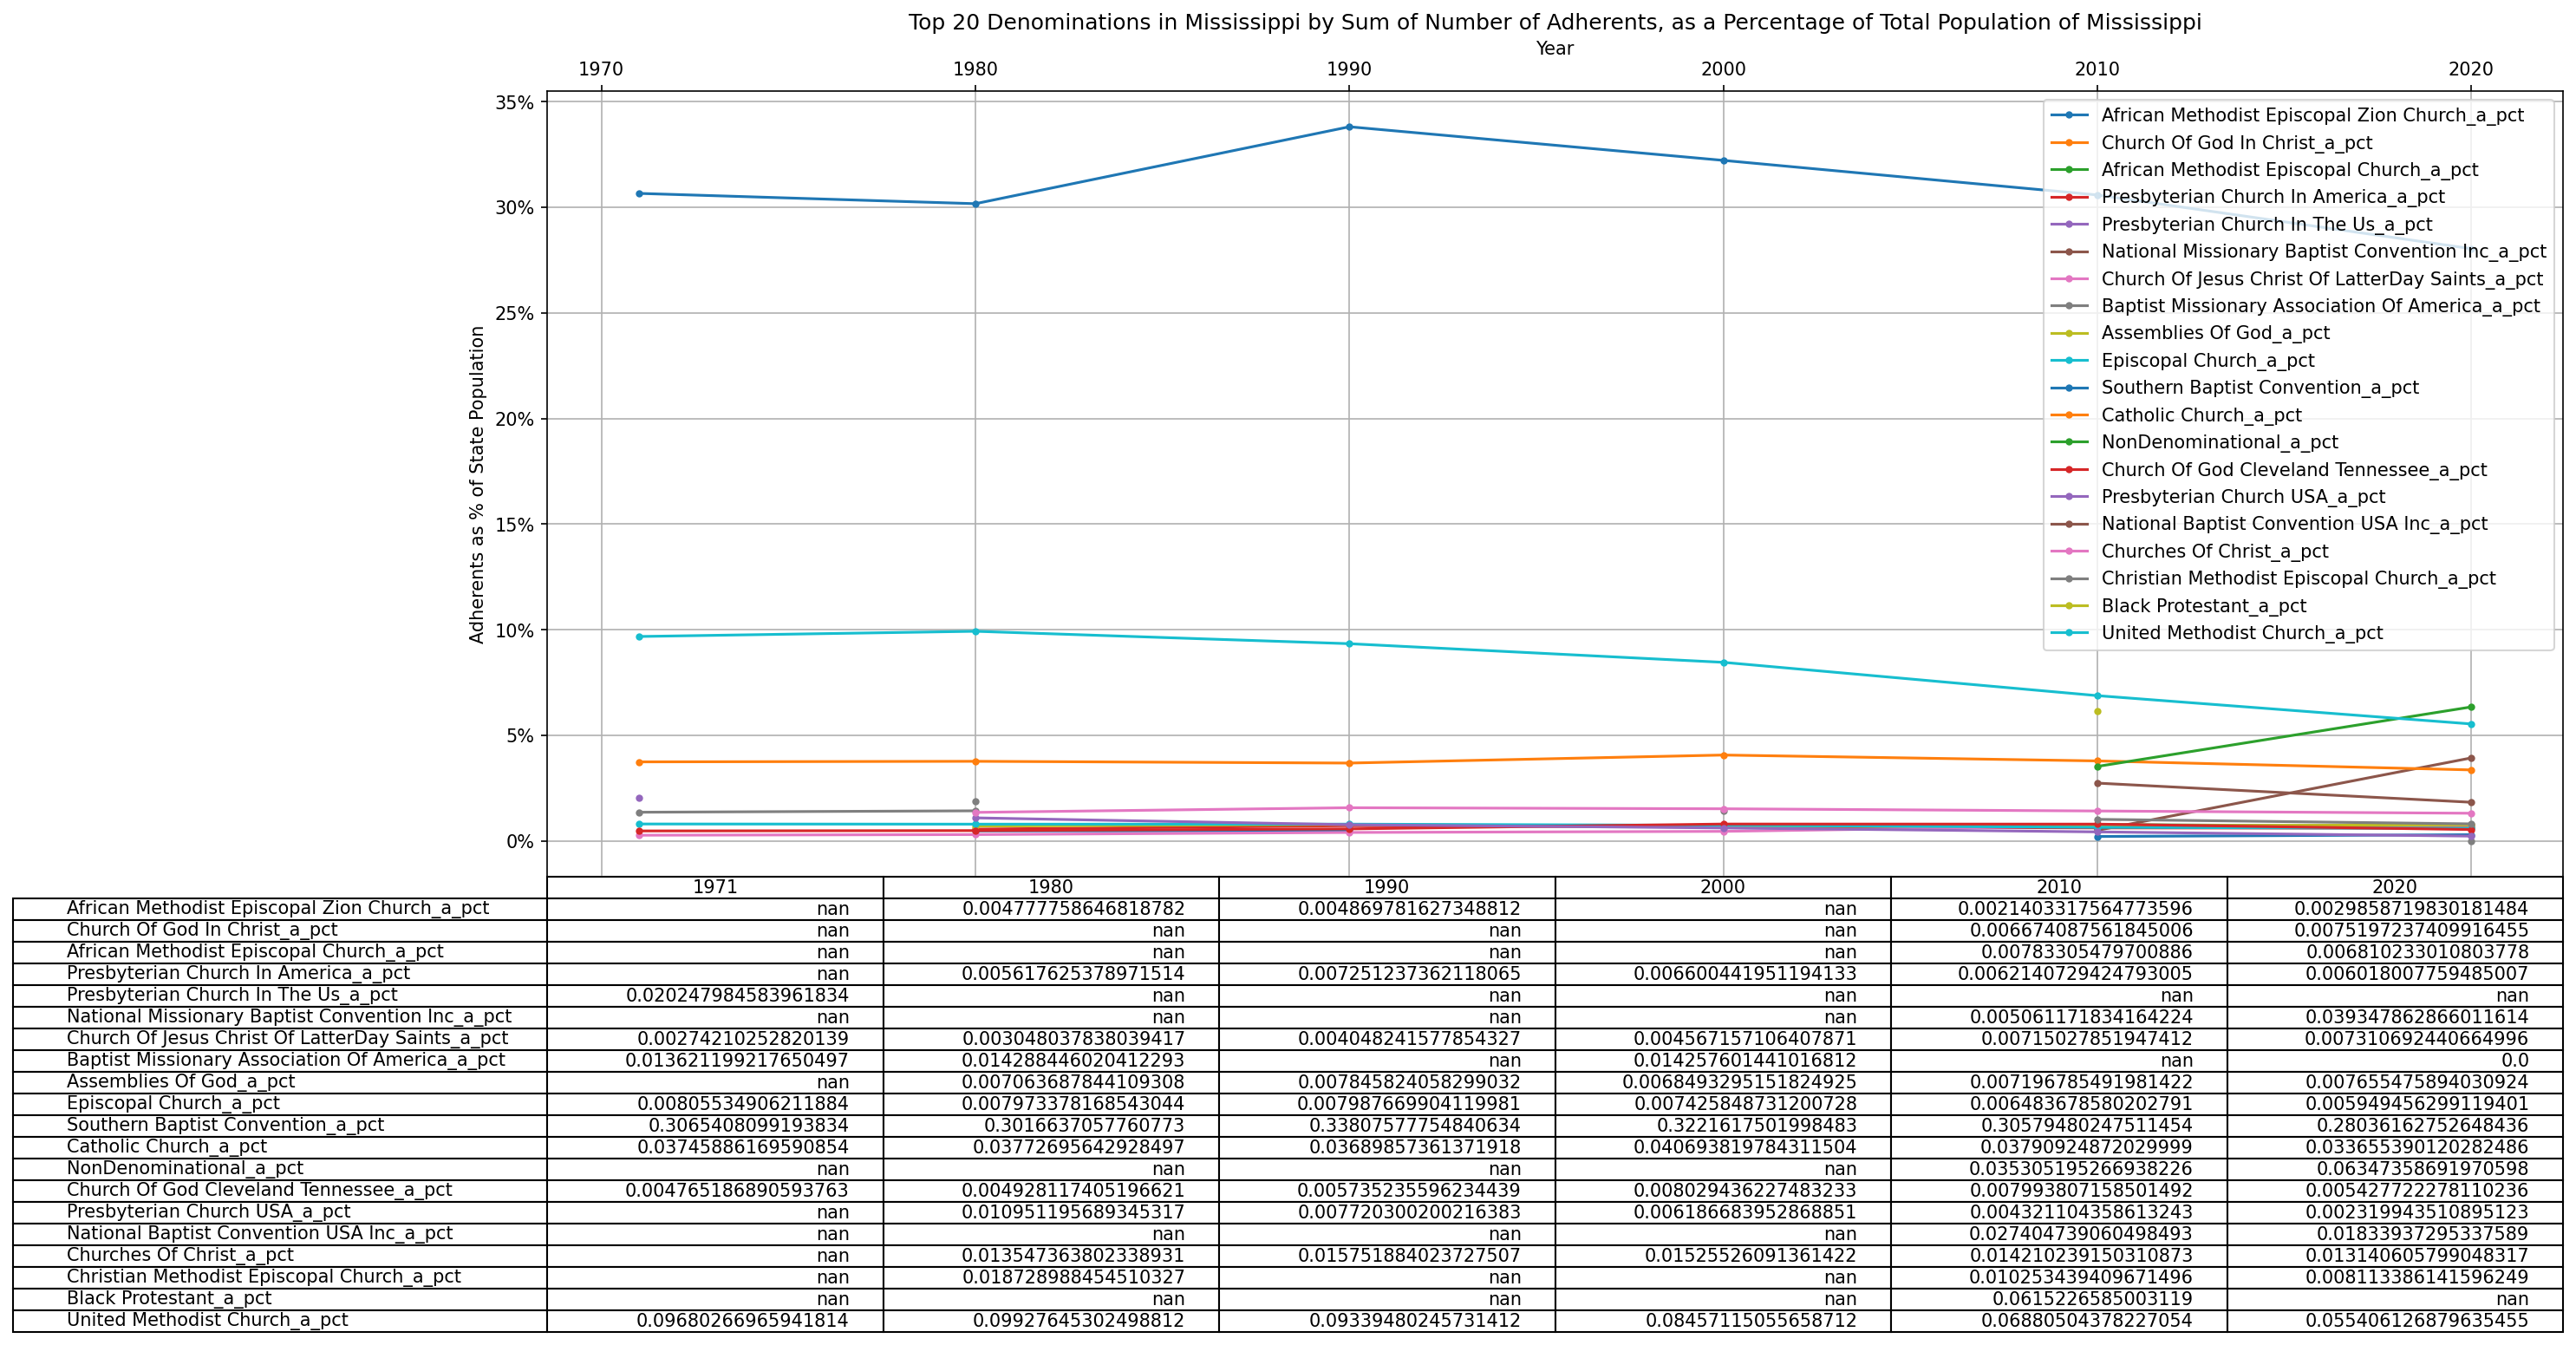 Top 20 Denominations in Mississippi by Sum of Number of Adherents, as a Percentage of Total Population of Mississippi
Year
1970 1980 1990 2000 2010 2020
35%
30%
25%
20%
15%
10%
5%
0%
Adherents as % of State Population
African Methodist Episcopal Zion Church_a_pct
Church Of God In Christ_a_pct
African Methodist Episcopal Church_a_pct
Presbyterian Church In America_a_pct
Presbyterian Church In The Us_a_pct
National Missionary Baptist Convention Inc_a_pct
Church Of Jesus Christ Of LatterDay Saints_a_pct
Baptist Missionary Association Of America_a_pct
Assemblies Of God_a_pct
Episcopal Church_a_pct
Southern Baptist Convention_a_pct
Catholic Church_a_pct
NonDenominational_a_pct
Church Of God Cleveland Tennessee_a_pct
Presbyterian Church USA_a_pct
National Baptist Convention USA Inc_a_pct
Churches Of Christ_a_pct
Christian Methodist Episcopal Church_a_pct
Black Protestant_a_pct
United Methodist Church_a_pct
1971 1980 1990 2000 2010 2020
African Methodist Episcopal Zion Church_a_pct nan 0.004777758646818782 0.004869781627348812 nan 0.0021403317564773596 0.0029858719830181484
Church Of God In Christ_a_pct nan nan nan nan 0.006674087561845006 0.0075197237409916455
African Methodist Episcopal Church_a_pct nan nan nan nan 0.00783305479700886 0.006810233010803778
Presbyterian Church In America_a_pct nan 0.005617625378971514 0.007251237362118065 0.006600441951194133 0.0062140729424793005 0.006018007759485007
Presbyterian Church In The Us_a_pct 0.020247984583961834 nan nan nan nan nan
National Missionary Baptist Convention Inc_a_pct nan nan nan nan 0.005061171834164224 0.039347862866011614
Church Of Jesus Christ Of LatterDay Saints_a_pct 0.00274210252820139 0.003048037838039417 0.004048241577854327 0.004567157106407871 0.00715027851947412 0.007310692440664996
Baptist Missionary Association Of America_a_pct 0.013621199217650497 0.014288446020412293 nan 0.014257601441016812 nan 0.0
Assemblies Of God_a_pct nan 0.007063687844109308 0.007845824058299032 0.0068493295151824925 0.007196785491981422 0.007655475894030924
Episcopal Church_a_pct 0.00805534906211884 0.007973378168543044 0.007987669904119981 0.007425848731200728 0.006483678580202791 0.005949456299119401
Southern Baptist Convention_a_pct 0.3065408099193834 0.3016637057760773 0.33807577754840634 0.3221617501998483 0.30579480247511454 0.28036162752648436
Catholic Church_a_pct 0.03745886169590854 0.03772695642928497 0.03689857361371918 0.040693819784311504 0.03790924872029999 0.033655390120282486
NonDenominational_a_pct nan nan nan nan 0.035305195266938226 0.06347358691970598
Church Of God Cleveland Tennessee_a_pct 0.004765186890593763 0.004928117405196621 0.005735235596234439 0.008029436227483233 0.007993807158501492 0.005427722278110236
Presbyterian Church USA_a_pct nan 0.010951195689345317 0.007720300200216383 0.006186683952868851 0.004321104358613243 0.002319943510895123
National Baptist Convention USA Inc_a_pct nan nan nan nan 0.027404739060498493 0.01833937295337589
Churches Of Christ_a_pct nan 0.013547363802338931 0.015751884023727507 0.01525526091361422 0.014210239150310873 0.013140605799048317
Christian Methodist Episcopal Church_a_pct nan 0.018728988454510327 nan nan 0.010253439409671496 0.008113386141596249
Black Protestant_a_pct nan nan nan nan 0.0615226585003119 nan
United Methodist Church_a_pct 0.09680266965941814 0.09927645302498812 0.09339480245731412 0.08457115055658712 0.06880504378227054 0.055406126879635455